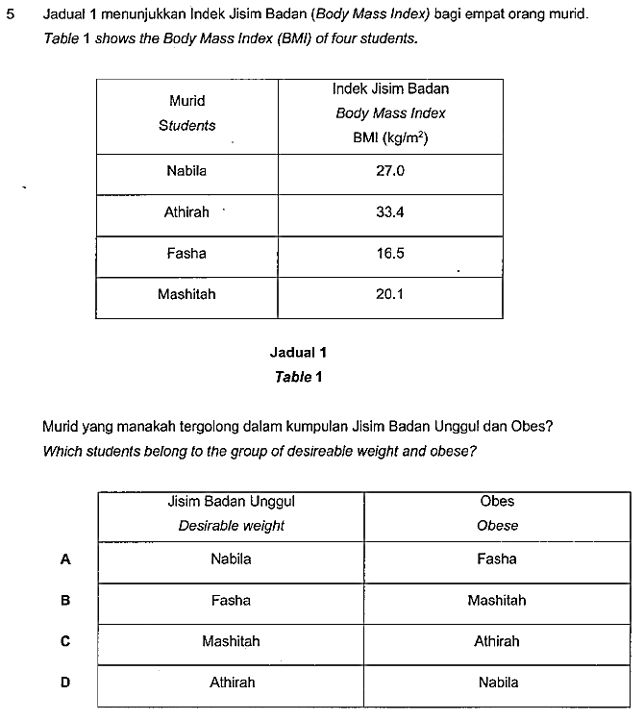 5 Jadual 1 menunjukkan Indek Jisim Badan (Body Mass Index) bagi empat orang murid.
Table 1 shows the Body Mass Index (BMI) of four students.
Murid
Students
Indek Jisim Badan
Body Mass Index
BMI (kg/m²)
Nabila 27.0
Athirah 33.4
Fasha 16.5
Mashitah 20.1
Jadual 1
Table 1
Murid yang manakah tergolong dalam kumpulan Jisim Badan Unggul dan Obes?
Which students belong to the group of desireable weight and obese?
Jisim Badan Unggul
Desirable weight
Obes
Obese
A Nabila Fasha
B Fasha Mashitah
C Mashitah Athirah
D Athirah Nabila